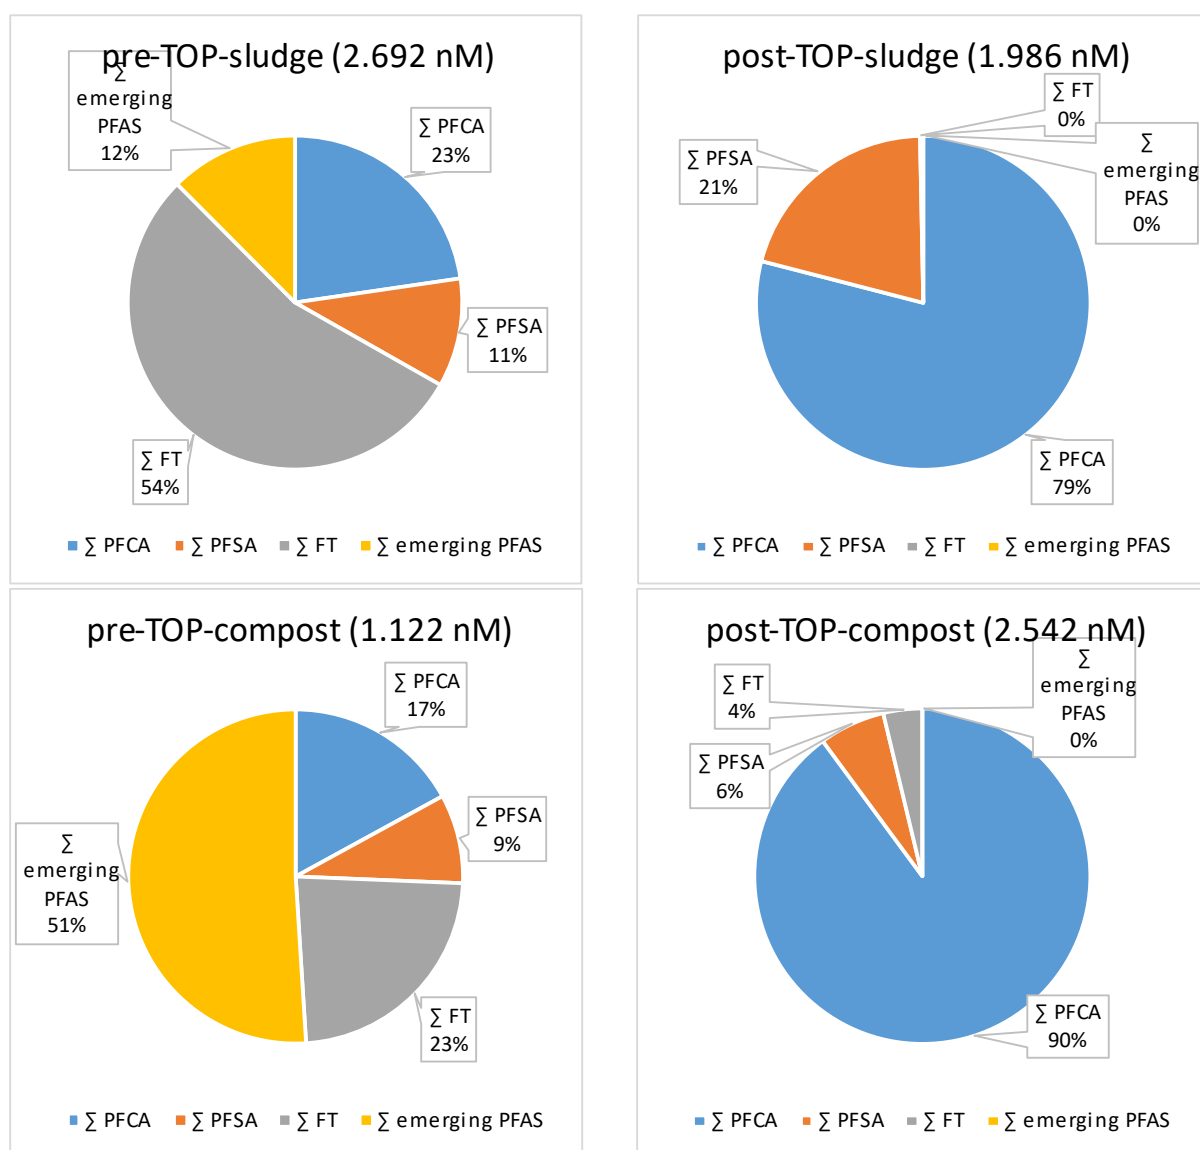 pre-TOP-sludge (2.692 nM)
∑
emerging
PFAS
12%
∑ PFCA
23%
∑ PFSA
11%
∑ FT
54%
∑ PFCA ∑ PFSA ∑ FT ∑ emerging PFAS
post-TOP-sludge (1.986 nM)
∑ FT
0%
∑
emerging
PFAS
0%
∑ PFSA
21%
∑ PFCA
79%
∑ PFCA ∑ PFSA ∑ FT ∑ emerging PFAS
pre-TOP-compost (1.122 nM)
∑ PFCA
17%
∑ PFSA
9%
∑
emerging
PFAS
51%
∑ FT
23%
∑ PFCA ∑ PFSA ∑ FT ∑ emerging PFAS
post-TOP-compost (2.542 nM)
∑
emerging
PFAS
0%
∑ FT
4%
∑ PFSA
6%
∑ PFCA
90%
∑ PFCA ∑ PFSA ∑ FT ∑ emerging PFAS